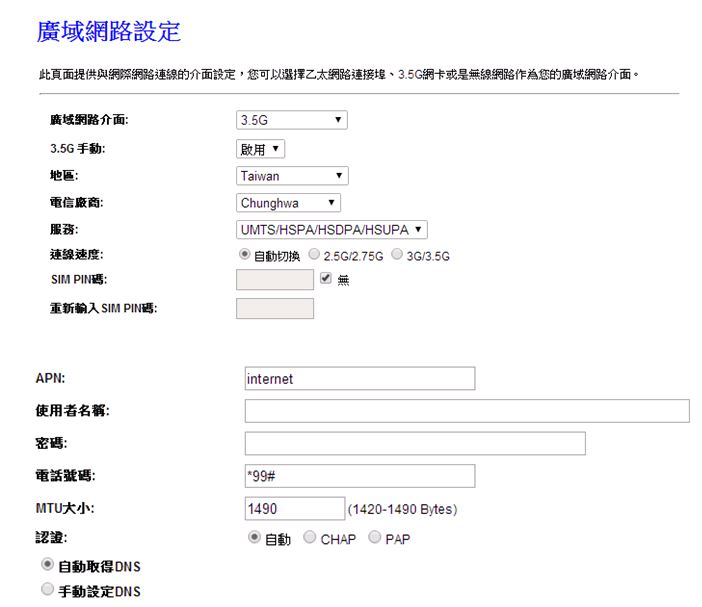 廣域網路設定
此頁面提供與網際網路連線的介面設定，您可以選擇乙太網路連接埠、3.5G網卡或是無線網路作為您的廣域網路介面。
廣域網路介面: 3.5G
3.5G 手動: 啟用
地區: Taiwan
電信廠商: Chunghwa
服務: UMTS/HSPA/HSDPA/HSUPA
連線速度: 自動切換 2.5G/2.75G 3G/3.5G
SIM PIN碼: 無
重新輸入SIM PIN碼:
APN: internet
使用者名稱:
密碼:
電話號碼: *99#
MTU大小: 1490 (1420-1490 Bytes)
認證: 自動 CHAP PAP
自動取得DNS
手動設定DNS